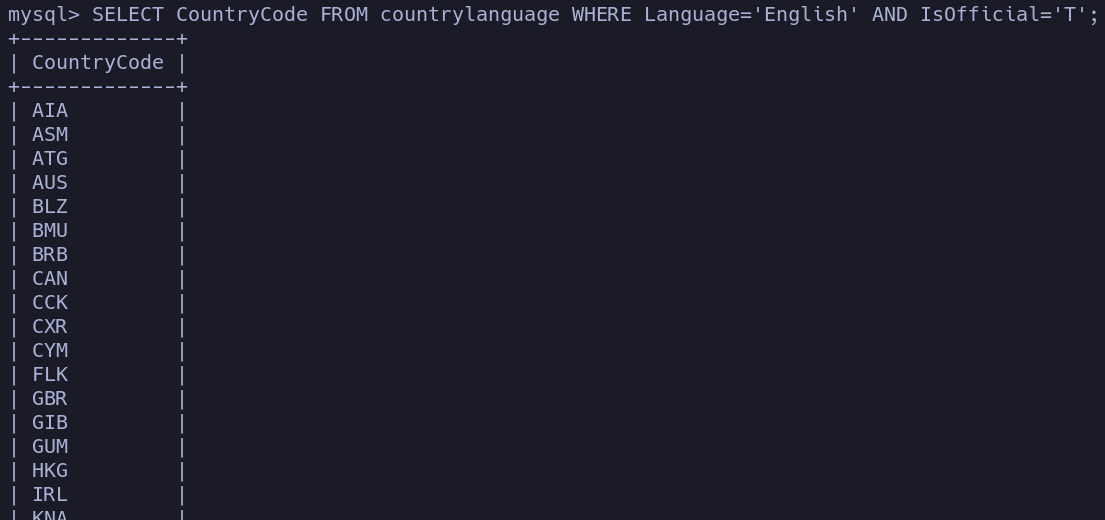 mysql> SELECT CountryCode FROM countrylanguage WHERE Language='English' AND IsOfficial='T';
+-------------+
| CountryCode |
+-------------+
| AIA         |
| ASM         |
| ATG         |
| AUS         |
| BLZ         |
| BMU         |
| BRB         |
| CAN         |
| CCK         |
| CXR         |
| CYM         |
| FLK         |
| GBR         |
| GIB         |
| GUM         |
| HKG         |
| IRL         |
| KNA         |